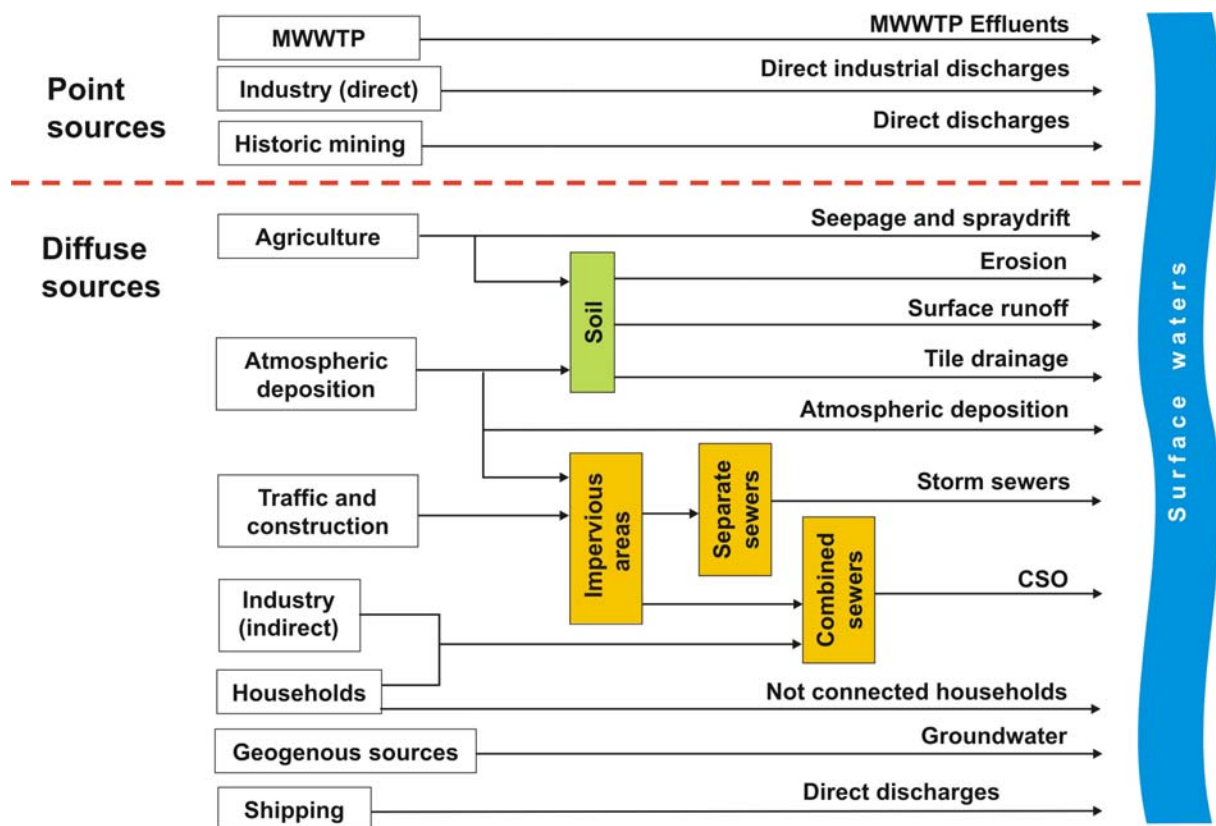 Point
sources
MWWTP
MWWTP Effluents
Industry (direct)
Direct industrial discharges
Historic mining
Direct discharges
Diffuse
sources
Agriculture
Seepage and spraydrift
Soil
Erosion
Surface runoff
Tile drainage
Atmospheric
deposition
Atmospheric deposition
Traffic and
construction
Impervious
areas
Separate
sewers
Storm sewers
Combined
sewers
CSO
Industry
(indirect)
Households
Not connected households
Geogenous sources
Groundwater
Shipping
Direct discharges
Surface waters